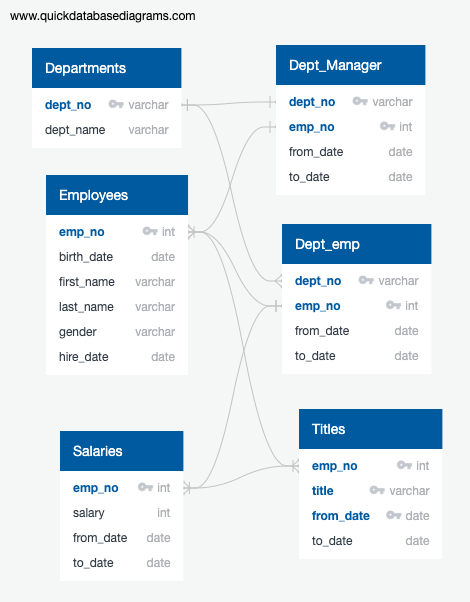 www.quickdatabasediagrams.com
Departments
dept_no varchar
dept_name varchar
Dept_Manager
dept_no varchar
emp_no int
from_date date
to_date date
Employees
emp_no int
birth_date date
first_name varchar
last_name varchar
gender varchar
hire_date date
Dept_emp
dept_no varchar
emp_no int
from_date date
to_date date
Salaries
emp_no int
salary int
from_date date
to_date date
Titles
emp_no int
title varchar
from_date date
to_date date